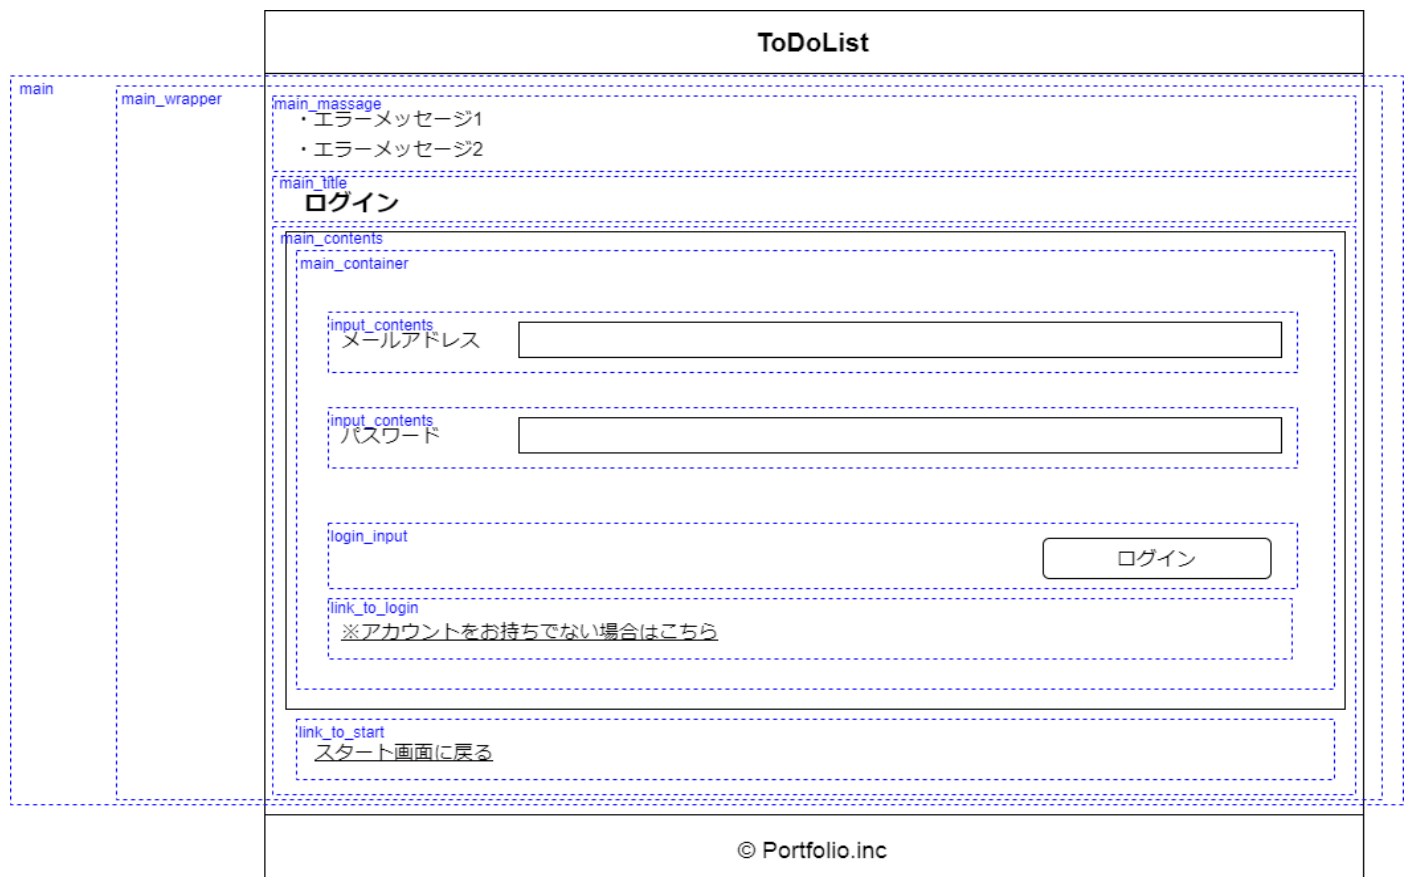 ToDoList
main
main_wrapper
main_massage
・エラーメッセージ1
・エラーメッセージ2
main_title
ログイン
main_contents
main_container
input_contents
メールアドレス
input_contents
パスワード
login_input
ログイン
link_to_login
※アカウントをお持ちでない場合はこちら
link_to_start
スタート画面に戻る
© Portfolio.inc